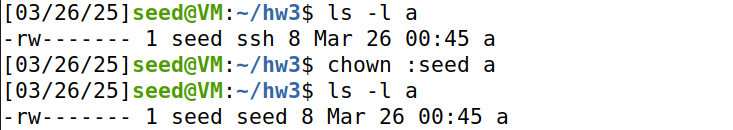 [03/26/25]seed@VM:~/hw3$ ls -l a
-rw------- 1 seed ssh 8 Mar 26 00:45 a
[03/26/25]seed@VM:~/hw3$ chown :seed a
[03/26/25]seed@VM:~/hw3$ ls -l a
-rw------- 1 seed seed 8 Mar 26 00:45 a